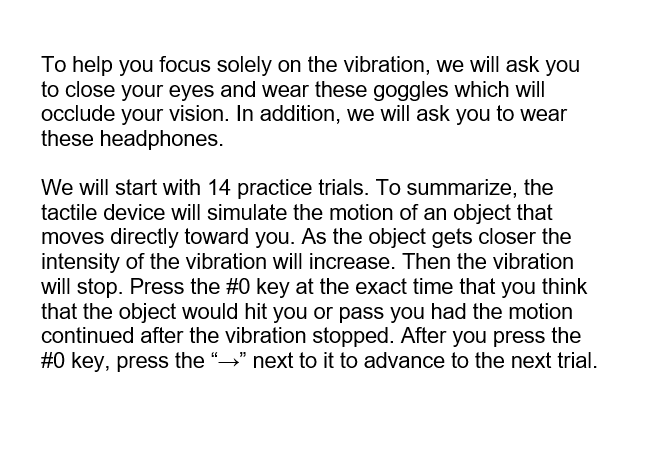 To help you focus solely on the vibration, we will ask you
to close your eyes and wear these goggles which will
occlude your vision. In addition, we will ask you to wear
these headphones.
We will start with 14 practice trials. To summarize, the
tactile device will simulate the motion of an object that
moves directly toward you. As the object gets closer the
intensity of the vibration will increase. Then the vibration
will stop. Press the #0 key at the exact time that you think
that the object would hit you or pass you had the motion
continued after the vibration stopped. After you press the
#0 key, press the “→” next to it to advance to the next trial.